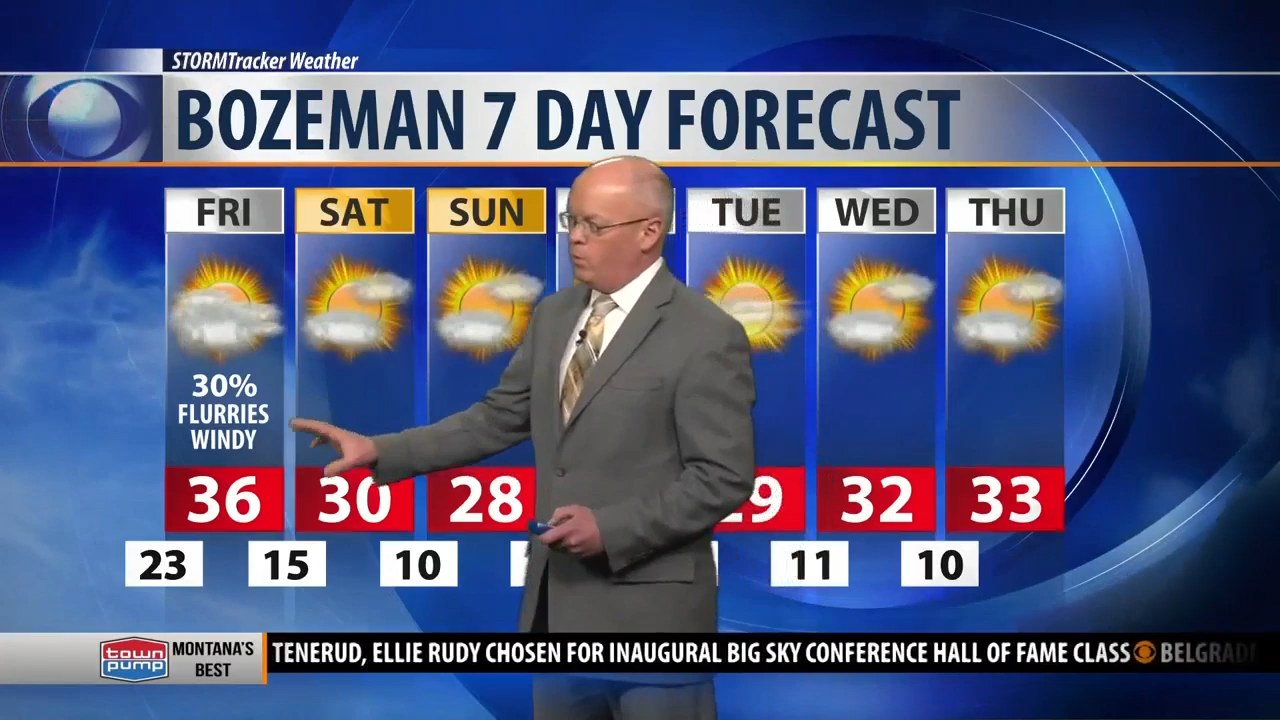 STORMTracker Weather
BOZEMAN 7 DAY FORECAST
FRI SAT SUN TUE WED THU
30%
FLURRIES
WINDY
36 30 28 32 33
23 15 10 11 10
town pump MONTANA'S BEST
TENERUD, ELLIE RUDY CHOSEN FOR INAUGURAL BIG SKY CONFERENCE HALL OF FAME CLASS BELGRADE